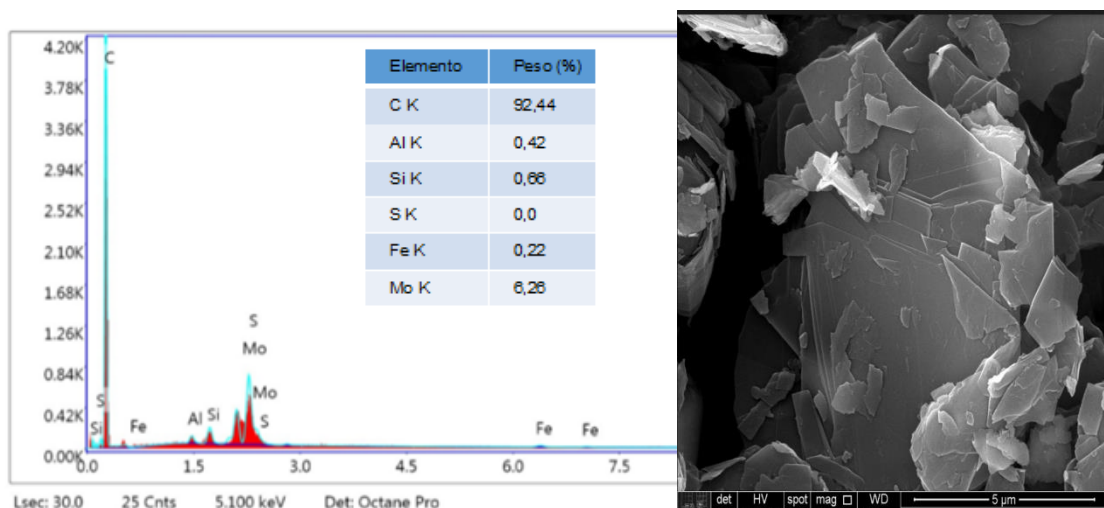 4.20K
3.78K
3.36K
2.94K
2.52K
2.10K
1.68K
1.26K
0.84K
0.42K
0.00K
C
S
Si
Fe
Al
Si
S
Mo
Mo
S
Fe
Fe
0.0 1.5 3.0 4.5 6.0 7.5
Elemento Peso (%)
C K 92,44
Al K 0,42
Si K 0,66
S K 0,0
Fe K 0,22
Mo K 6,26
Lsec: 30.0 25 Cnts 5.100 keV Det: Octane Pro
det HV spot mag WD 5 µm